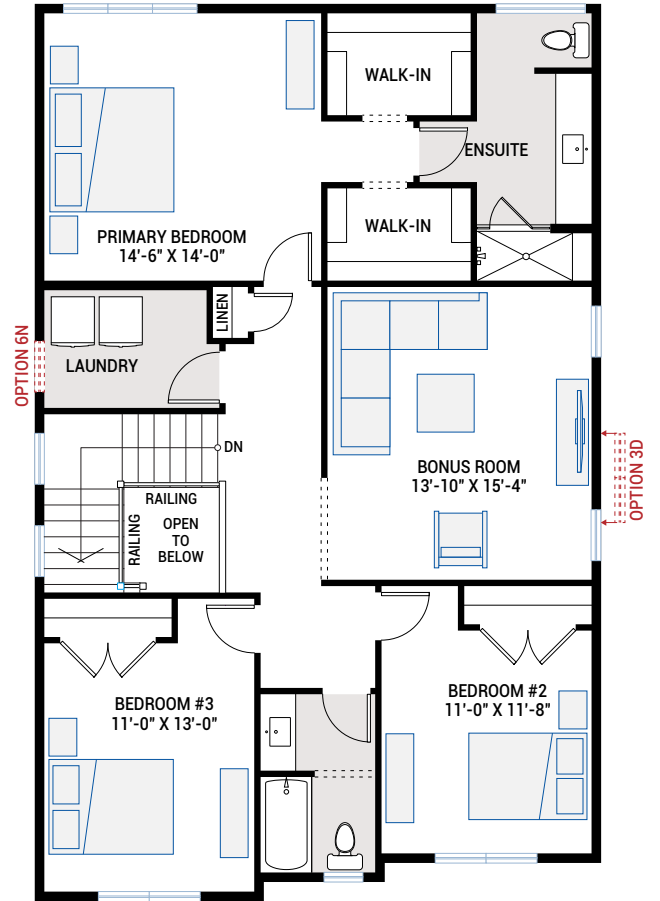 WALK-IN
ENSUITE
WALK-IN
PRIMARY BEDROOM
14'-6" X 14'-0"
LINEN
OPTION 6N
LAUNDRY
DN
BONUS ROOM
13'-10" X 15'-4"
OPTION 3D
RAILING
RAILING
OPEN
TO
BELOW
BEDROOM #3
11'-0" X 13'-0"
BEDROOM #2
11'-0" X 11'-8"